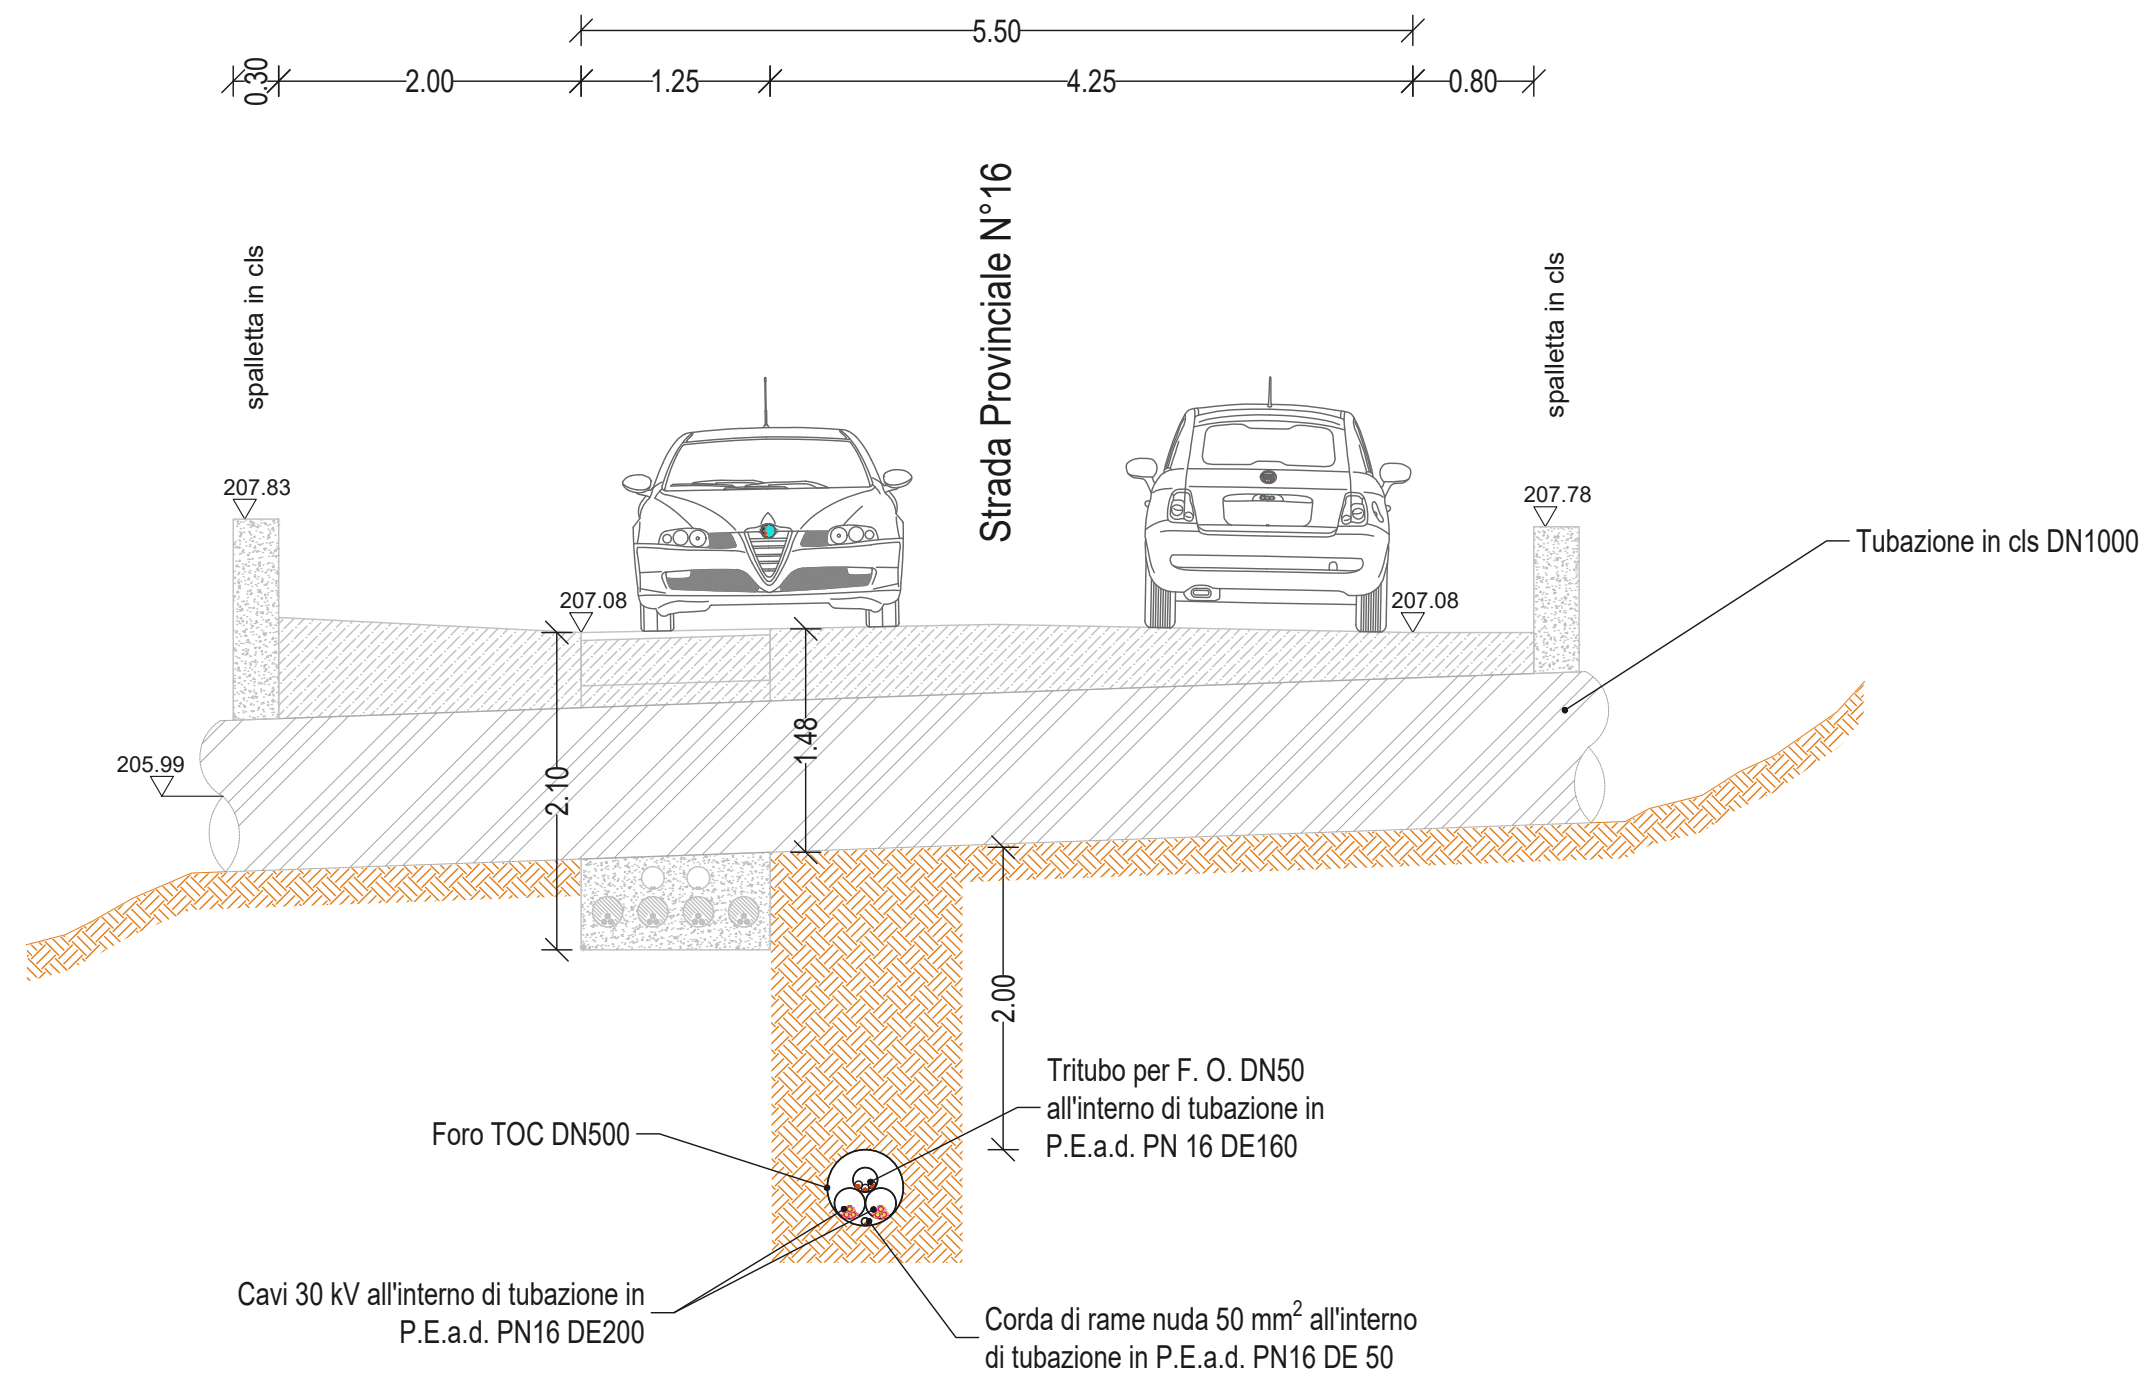 5.50
0.30
2.00
1.25
4.25
0.80
Strada Provinciale N°16
spalletta in cls
spalletta in cls
207.83
207.78
Tubazione in cls DN1000
207.08
207.08
1.48
205.99
2.10
2.00
Tritubo per F. O. DN50
all'interno di tubazione in
P.E.a.d. PN 16 DE160
Foro TOC DN500
Cavi 30 kV all'interno di tubazione in
P.E.a.d. PN16 DE200
Corda di rame nuda 50 mm² all'interno
di tubazione in P.E.a.d. PN16 DE 50